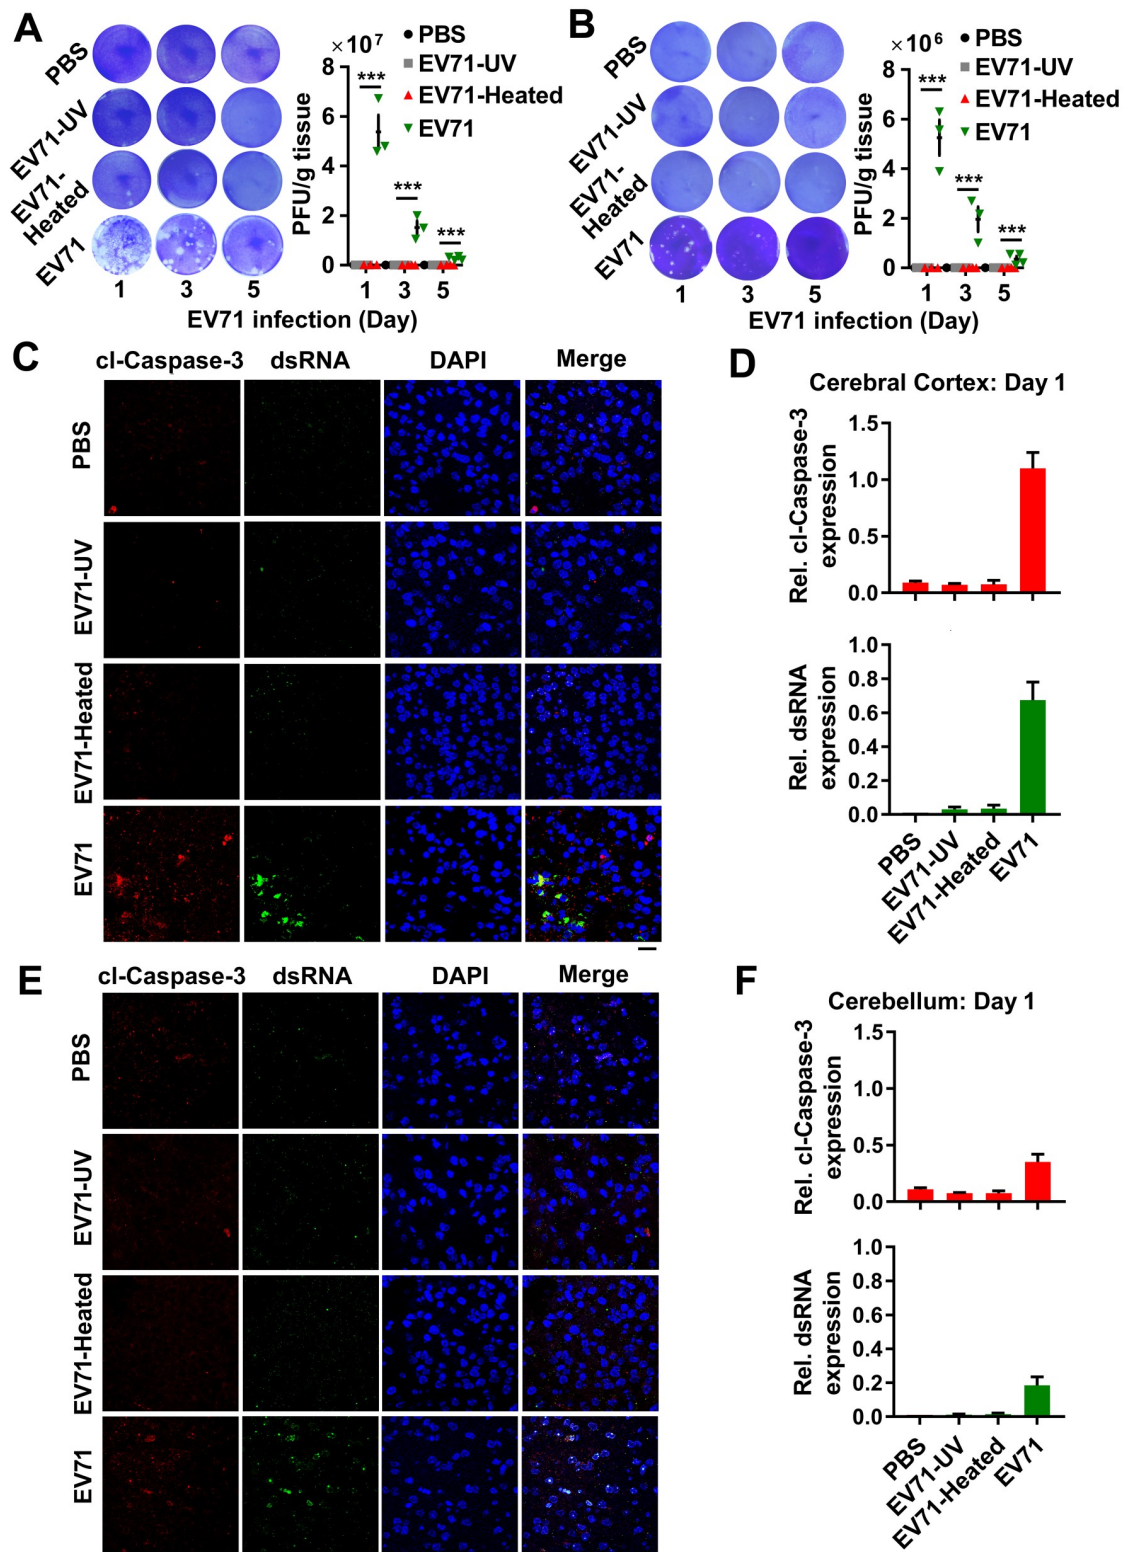 A
PBS
EV71-UV
EV71-
Heated
EV71
1 3 5
×10⁷
PFU/g tissue
8
6
4
2
0
***
***
***
1 3 5
PBS
EV71-UV
EV71-Heated
EV71
EV71 infection (Day)
B
PBS
EV71-UV
EV71-
Heated
EV71
1 3 5
×10⁶
PFU/g tissue
8
6
4
2
0
***
***
***
1 3 5
PBS
EV71-UV
EV71-Heated
EV71
EV71 infection (Day)
C
cl-Caspase-3 dsRNA DAPI Merge
PBS
EV71-UV
EV71-Heated
EV71
D
Cerebral Cortex: Day 1
Rel. cl-Caspase-3
expression
1.5
1.0
0.5
0.0
Rel. dsRNA
expression
1.0
0.8
0.6
0.4
0.2
0.0
PBS
EV71-UV
EV71-Heated
EV71
E
cl-Caspase-3 dsRNA DAPI Merge
PBS
EV71-UV
EV71-Heated
EV71
F
Cerebellum: Day 1
Rel. cl-Caspase-3
expression
1.5
1.0
0.5
0.0
Rel. dsRNA
expression
1.0
0.8
0.6
0.4
0.2
0.0
PBS
EV71-UV
EV71-Heated
EV71